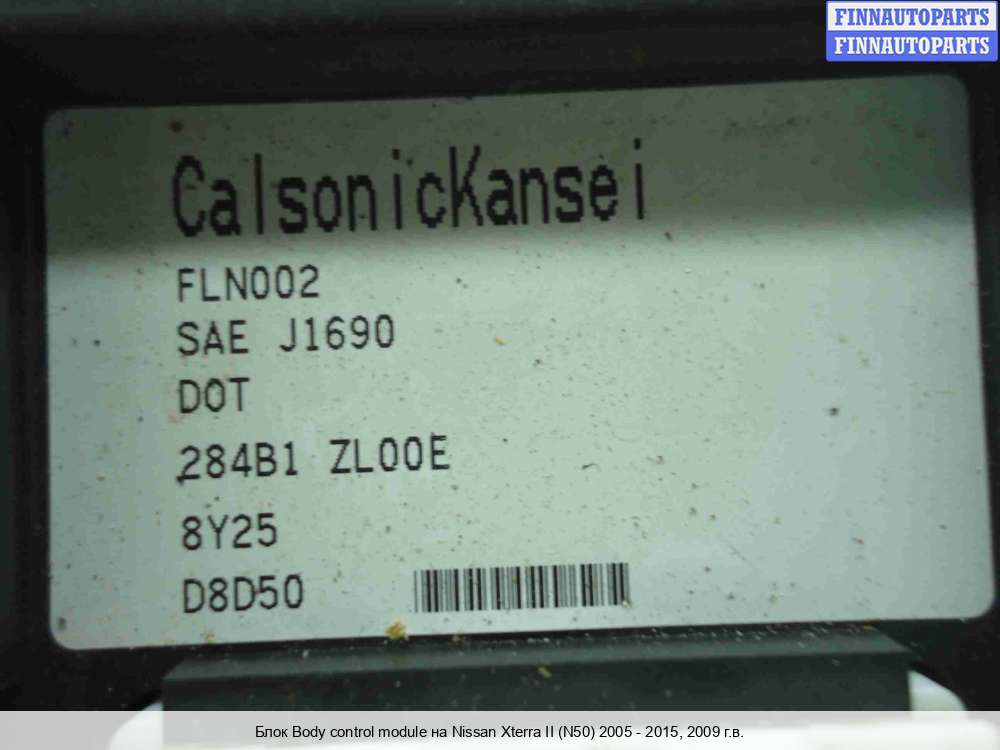 FINNAUTOPARTS
FINNAUTOPARTS
CalsonicKansei
FLN002
SAE J1690
DOT
284B1 ZL00E
8Y25
D8D50
Блок Body control module на Nissan Xterra II (N50) 2005 - 2015, 2009 г.в.